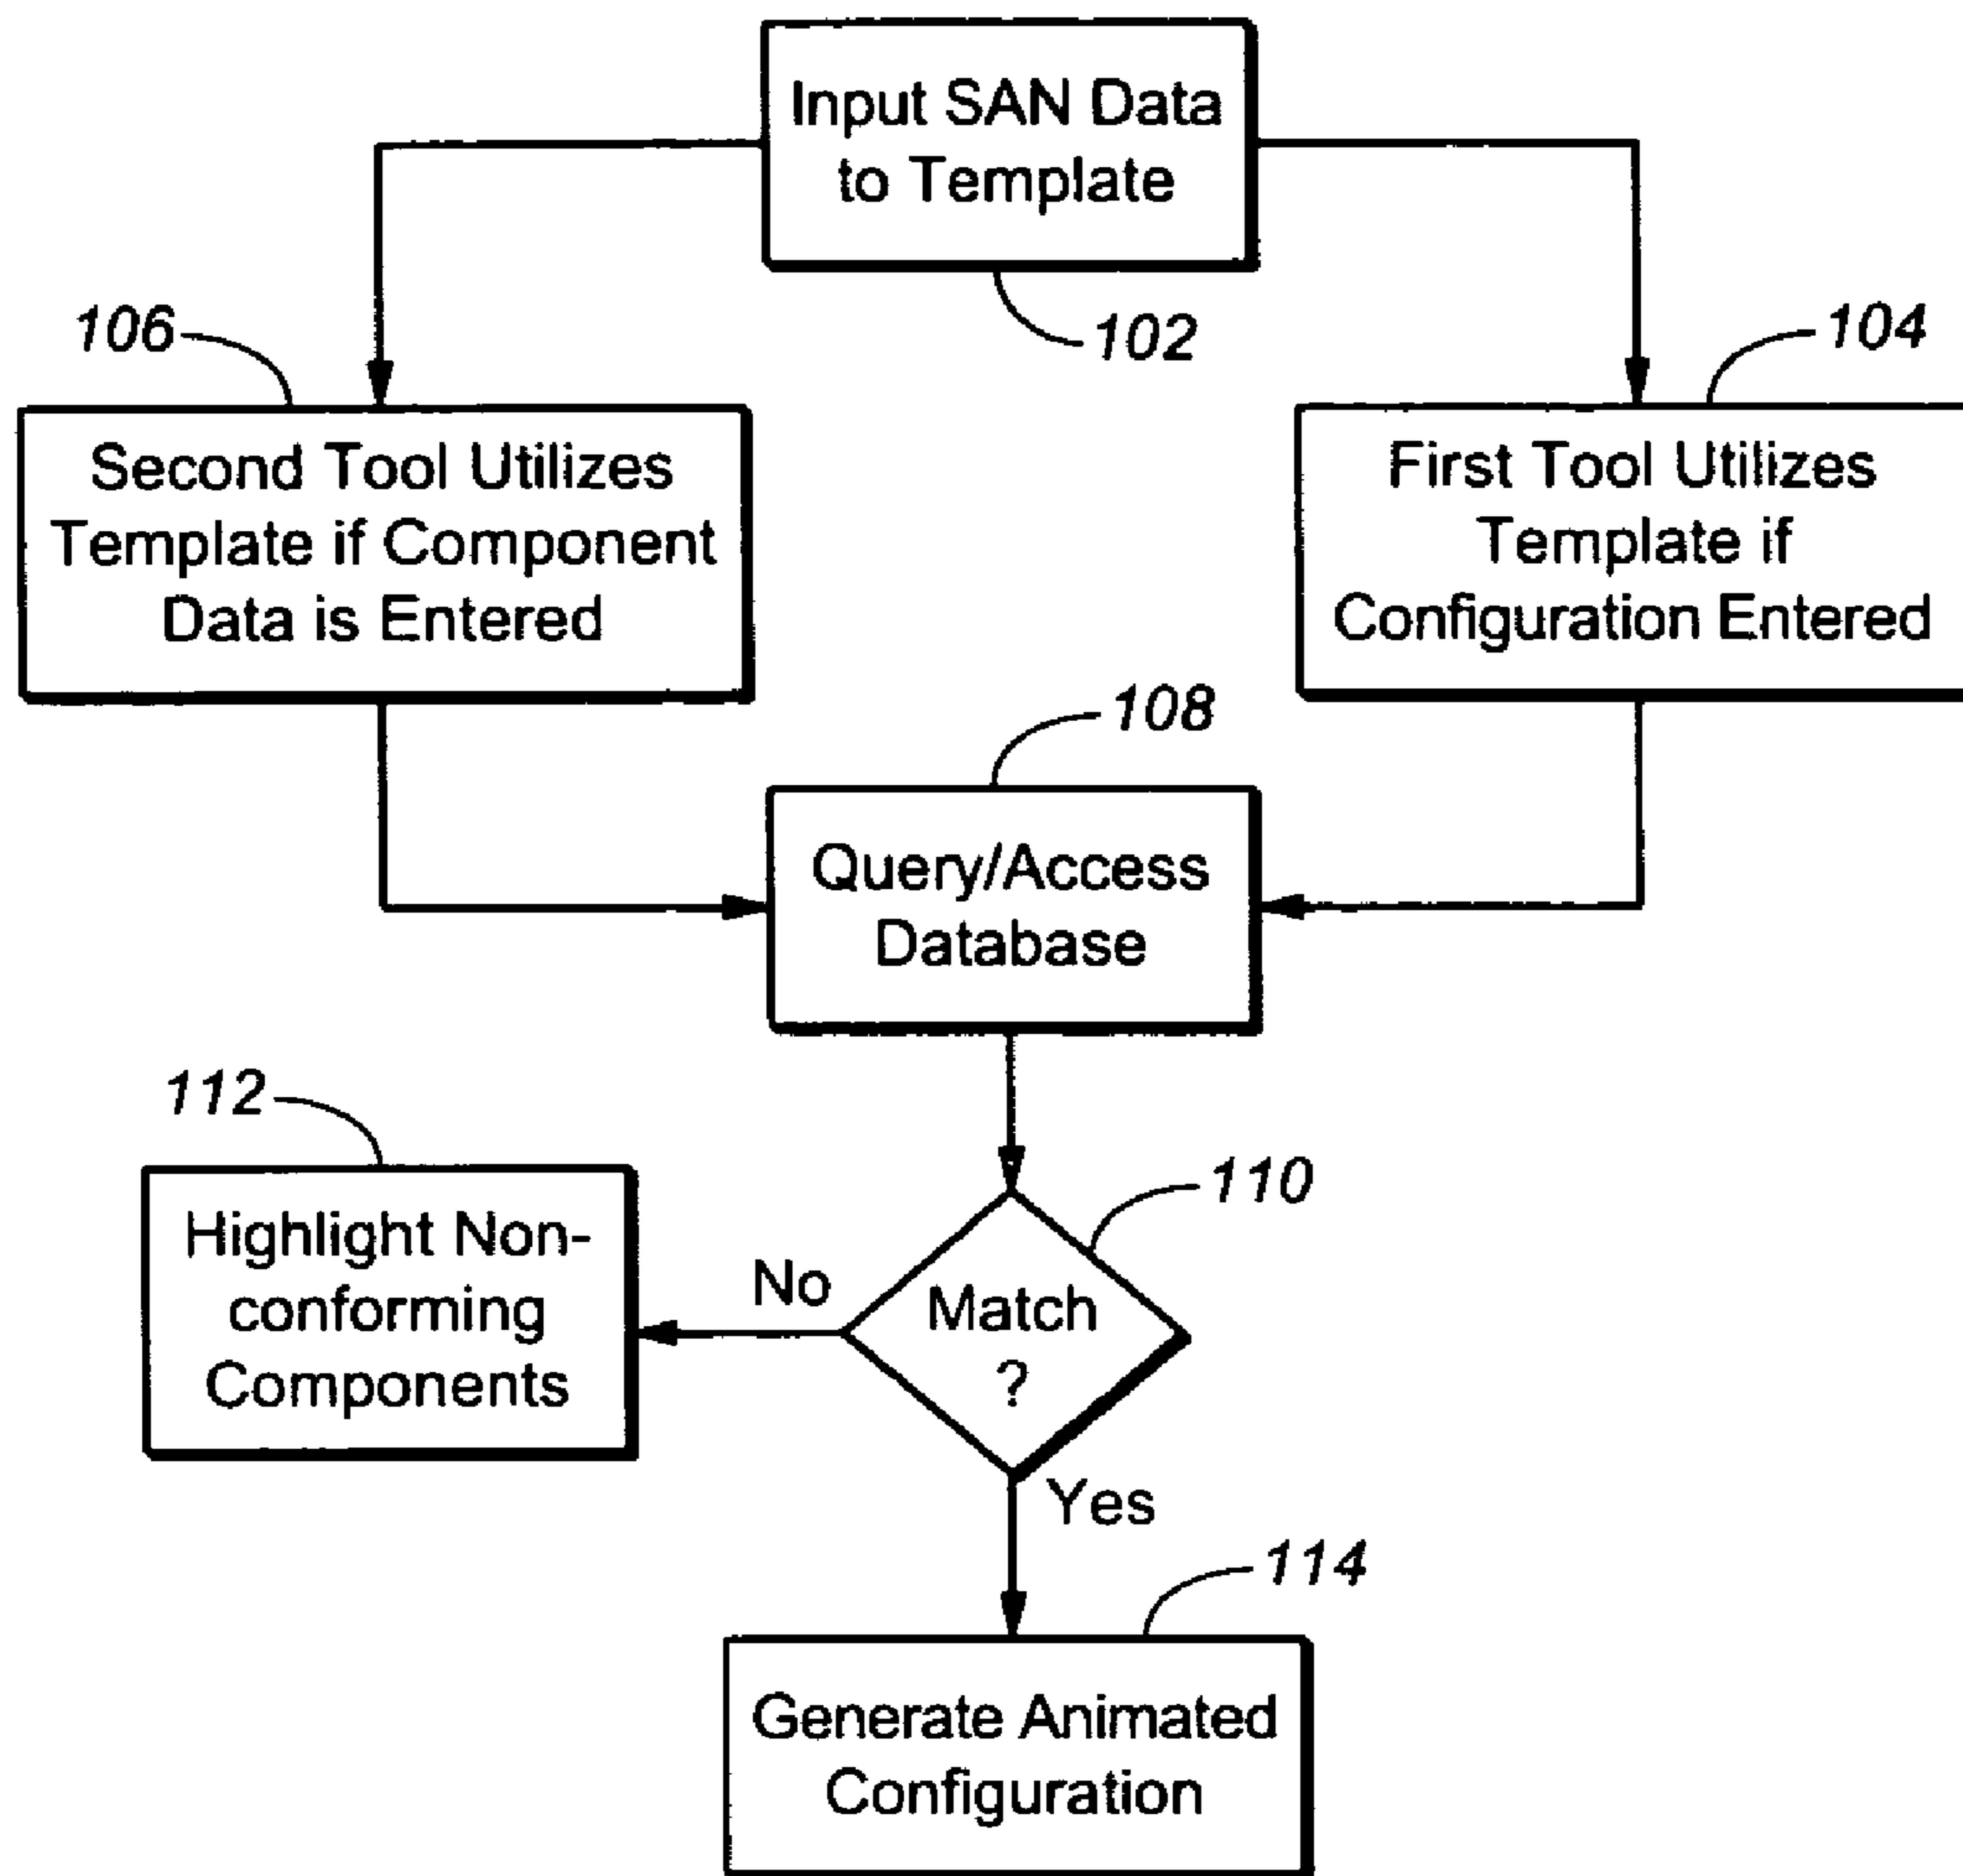 Input SAN Data
to Template
102
106
104
Second Tool Utilizes
Template if Component
Data is Entered
First Tool Utilizes
Template if
Configuration Entered
108
Query/Access
Database
112
110
Highlight Non-
conforming
Components
No
Match
?
Yes
114
Generate Animated
Configuration